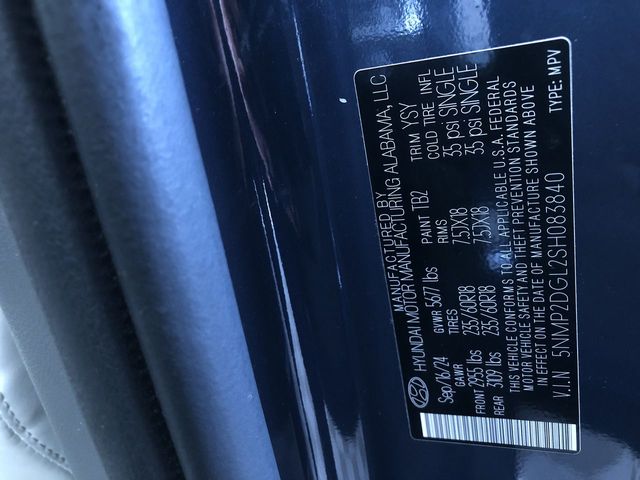 MANUFACTURED BY
HYUNDAI MOTOR MANUFACTURING ALABAMA, LLC
Sep/16/24 GVWR 5677 lbs PAINT TB2 TRIM YSY
GAWR TIRES RIMS COLD TIRE INFL
FRONT 2955 lbs 235/60R18 7.5JX18 35 psi SINGLE
REAR 3109 lbs 235/60R18 7.5JX18 35 psi SINGLE
THIS VEHICLE CONFORMS TO ALL APPLICABLE U.S.A. FEDERAL
MOTOR VEHICLE SAFETY AND THEFT PREVENTION STANDARDS
IN EFFECT ON THE DATE OF MANUFACTURE SHOWN ABOVE
V.I.N 5NMP2DGL2SH083840 TYPE: MPV